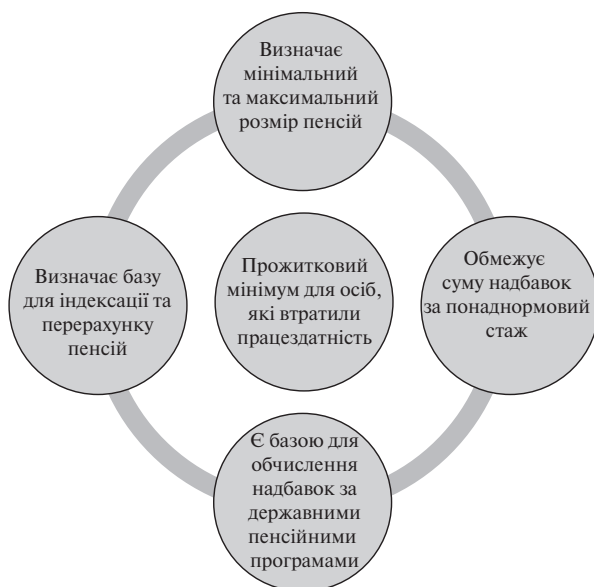 Визначає
мінімальний
та максимальний
розмір пенсій
Визначає базу
для індексації та
перерахунку
пенсій
Прожитковий
мінімум для осіб,
які втратили
працездатність
Обмежує
суму надбавок
за понаднормовий
стаж
Є базою для
обчислення
надбавок за
державними
пенсійними
програмами